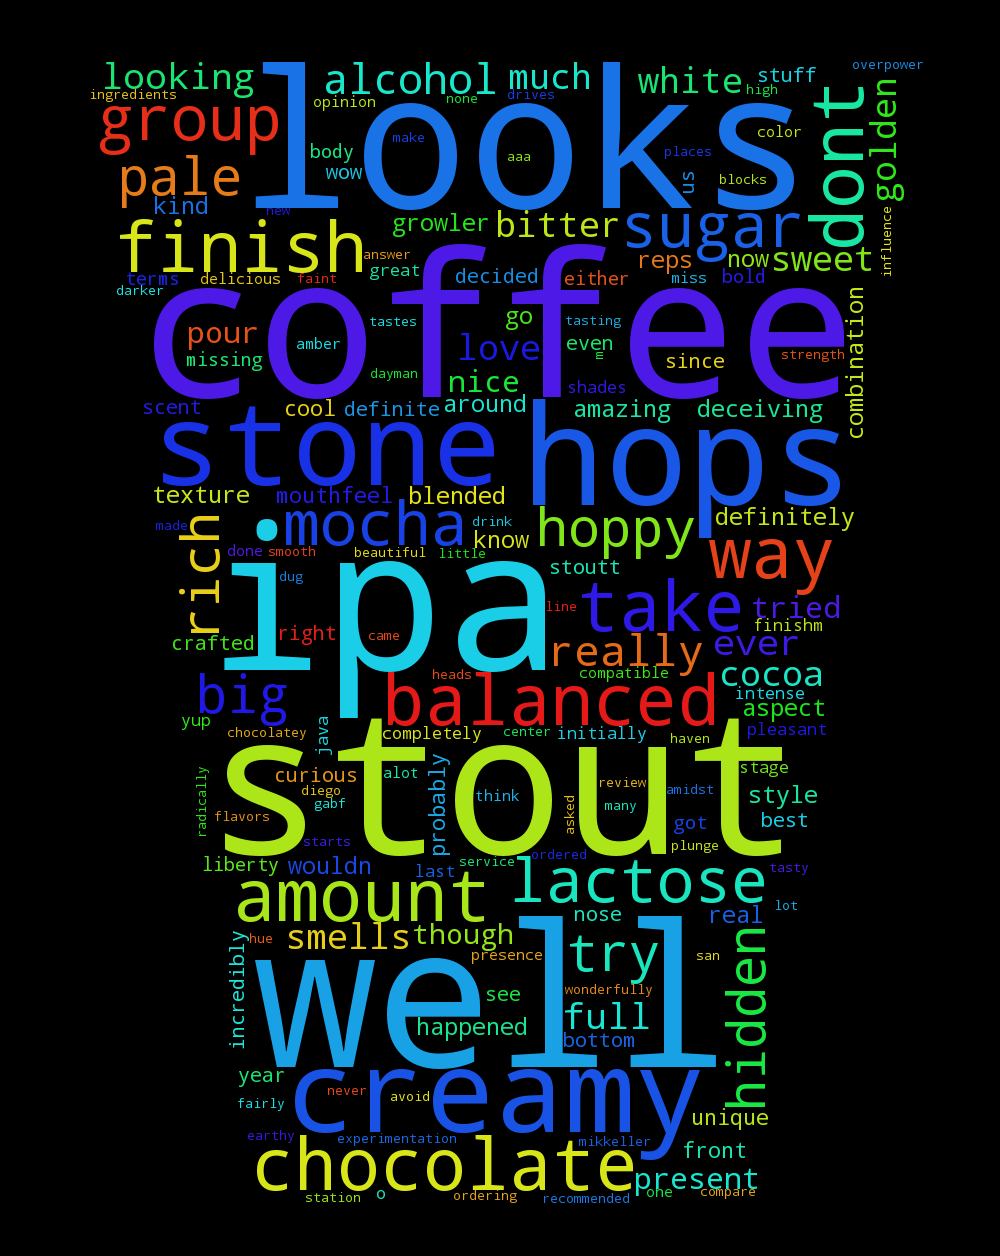 looking alcohol much white stuff overpower
ingredients opinion none drives high
group looks dont golden
body make aaa places color
pale wow us blocks
kind new growler bitter sugar influence
finish answer reps now sweet
terms delicious faint great decided either miss bold
darker coffee
pour amber tastes go tasting even m since strength combination
missing dayman love nice shades
scent cool definite around amazing deceiving
stone hops
texture mouthfeel blended definitely
made rich mocha drink know hoppy way
done smooth beautiful little stoutt
dug ipa line take tried
crafted right came really ever finishm
heads compatible cocoa
big balanced intense aspect
yup chocolatey java completely center initially haven pleasant
radically curious alot probably stout review amidst stage
diego gabf think many asked style
flavors got best
starts plunge
liberty wouldn last service ordered tasty
amount lactose lot
nose real
incredibly hue smells though presence try san hidden
well see wonderfully
happened full
bottom
year creamy
fairly never avoid unique
earthy experimentation mikkeller front
chocolate present
station o ordering recommended ohe compare